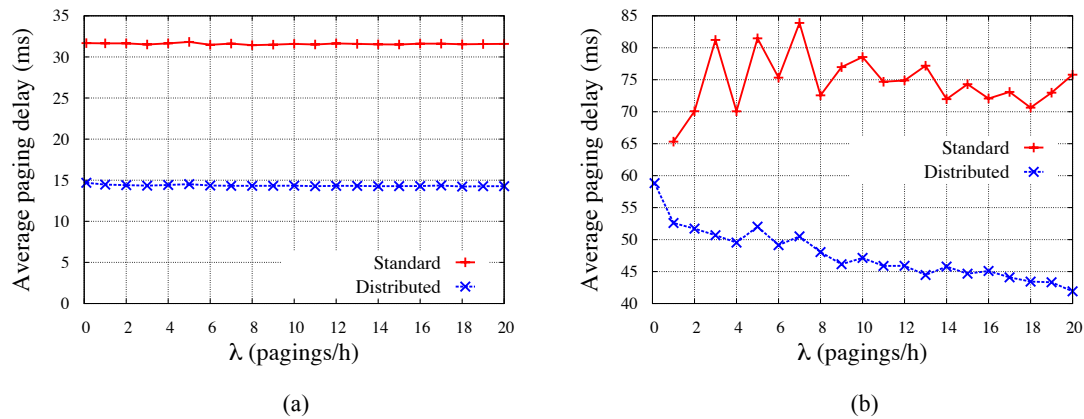 Average paging delay (ms)
35
30
25
20
15
10
5
0
Standard
Distributed
0 2 4 6 8 10 12 14 16 18 20
λ (pagings/h)
(a)
Average paging delay (ms)
85
80
75
70
65
60
55
50
45
40
Standard
Distributed
0 2 4 6 8 10 12 14 16 18 20
λ (pagings/h)
(b)